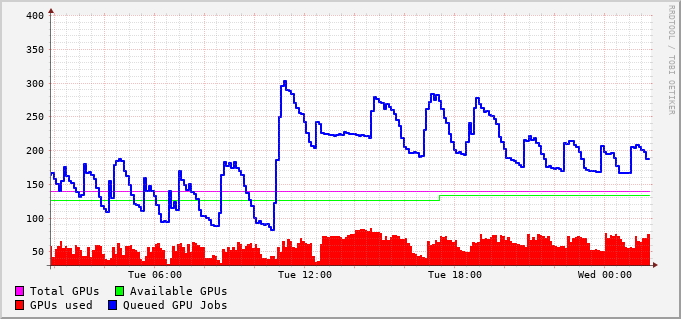 RRDTOOL / TOBI OETIKER
400
350
300
250
200
150
100
50
Tue 06:00 Tue 12:00 Tue 18:00 Wed 00:00
Total GPUs Available GPUs
GPUs used Queued GPU Jobs